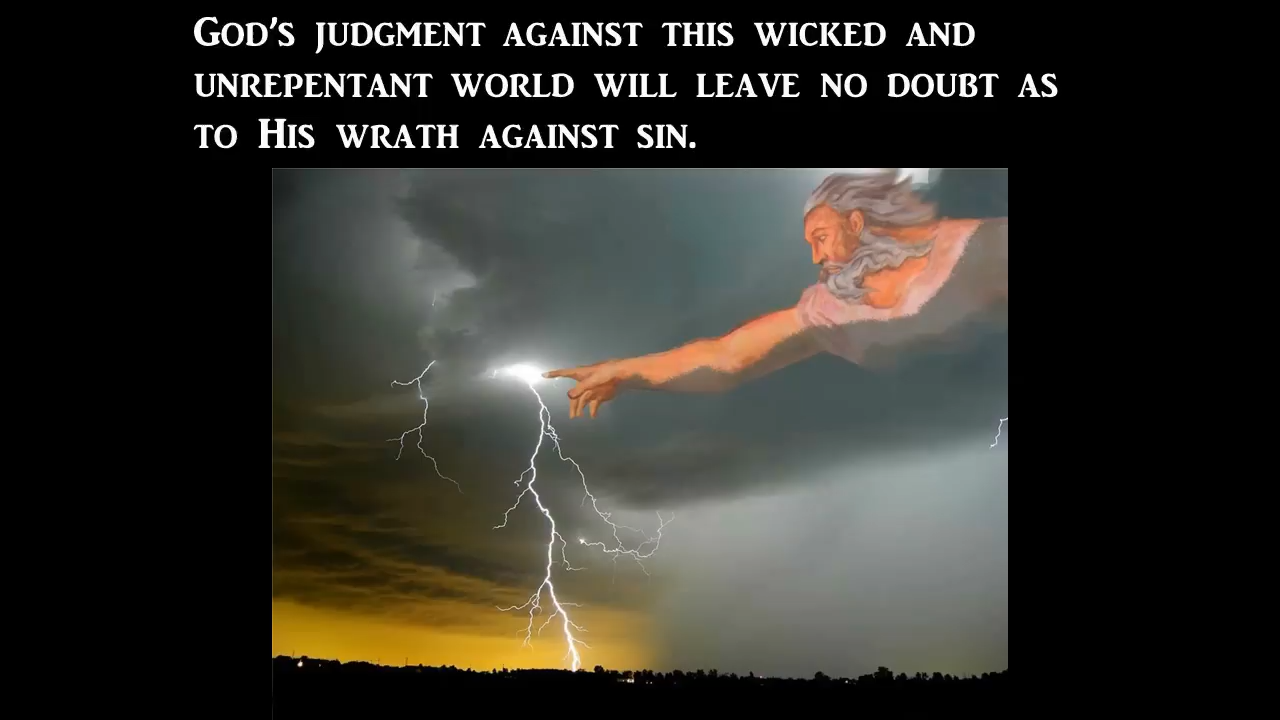 God's judgment against this wicked and
unrepentant world will leave no doubt as
to His wrath against sin.